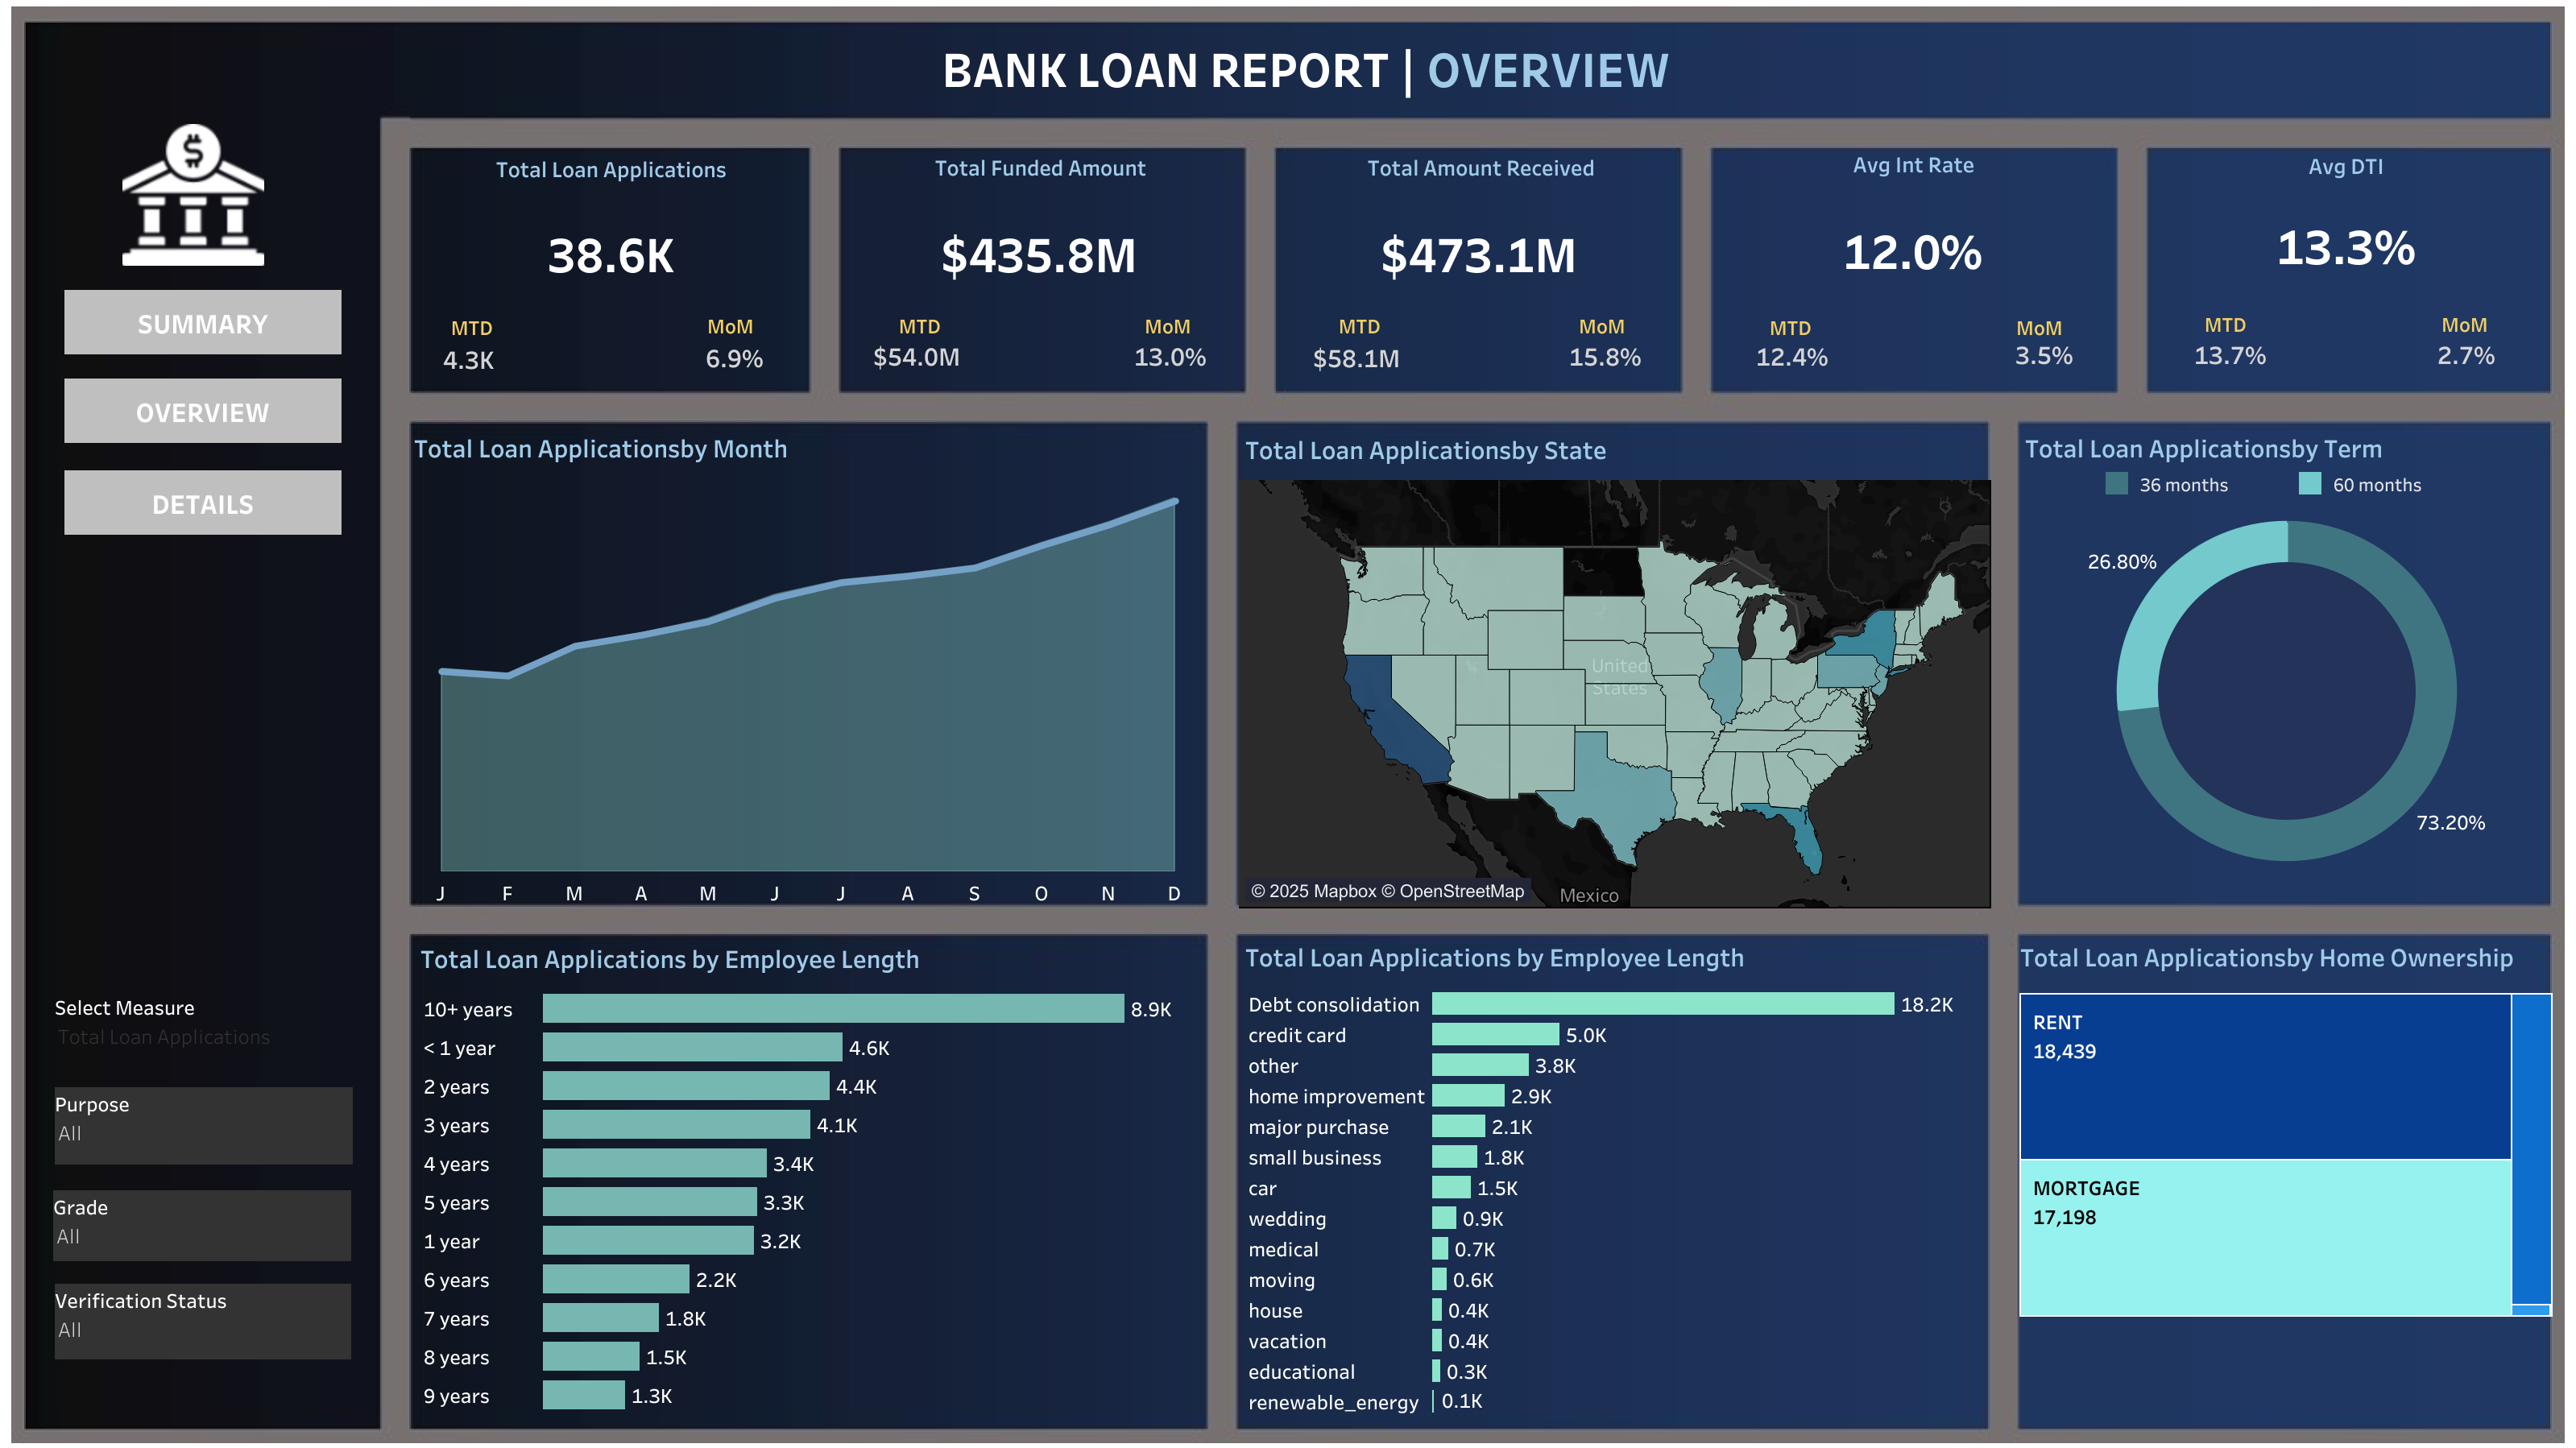 BANK LOAN REPORT | OVERVIEW
$
SUMMARY
OVERVIEW
DETAILS
Select Measure
Total Loan Applications
Purpose
All
Grade
All
Verification Status
All
Total Loan Applications
38.6K
MTD MoM
4.3K 6.9%
Total Funded Amount
$435.8M
MTD MoM
$54.0M 13.0%
Total Amount Received
$473.1M
MTD MoM
$58.1M 15.8%
Avg Int Rate
12.0%
MTD MoM
12.4% 3.5%
Avg DTI
13.3%
MTD MoM
13.7% 2.7%
Total Loan Applicationsby Month
J F M A M J J A S O N D
Total Loan Applicationsby State
United
States
Mexico
© 2025 Mapbox © OpenStreetMap
Total Loan Applicationsby Term
36 months 60 months
26.80%
73.20%
Total Loan Applications by Employee Length
10+ years 8.9K
< 1 year 4.6K
2 years 4.4K
3 years 4.1K
4 years 3.4K
5 years 3.3K
1 year 3.2K
6 years 2.2K
7 years 1.8K
8 years 1.5K
9 years 1.3K
Total Loan Applications by Employee Length
Debt consolidation 18.2K
credit card 5.0K
other 3.8K
home improvement 2.9K
major purchase 2.1K
small business 1.8K
car 1.5K
wedding 0.9K
medical 0.7K
moving 0.6K
house 0.4K
vacation 0.4K
educational 0.3K
renewable_energy 0.1K
Total Loan Applicationsby Home Ownership
RENT
18,439
MORTGAGE
17,198